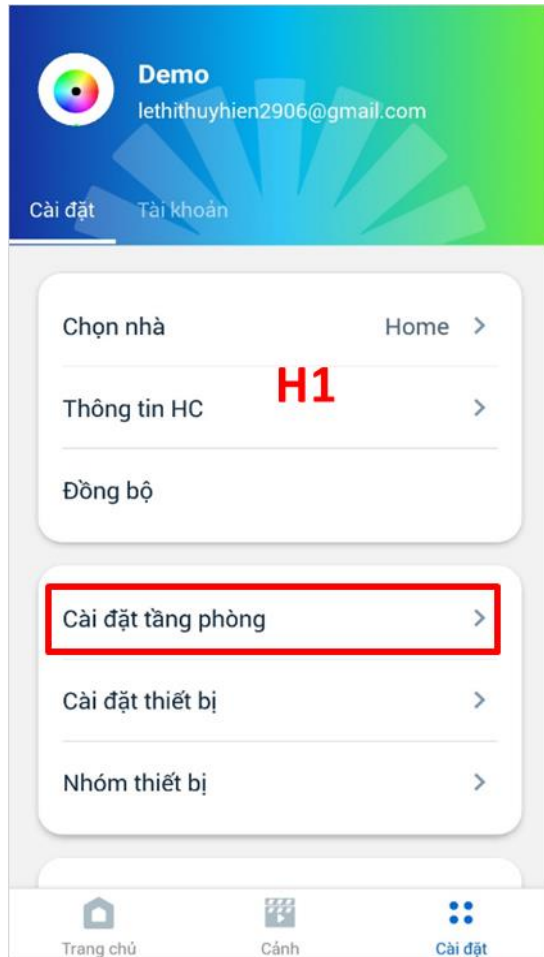 Demo
lethithuyhien2906@gmail.com
Cài đặt Tài khoản
Chọn nhà Home
H1
Thông tin HC
Đồng bộ
Cài đặt tầng phòng
Cài đặt thiết bị
Nhóm thiết bị
Trang chủ Cảnh Cài đặt